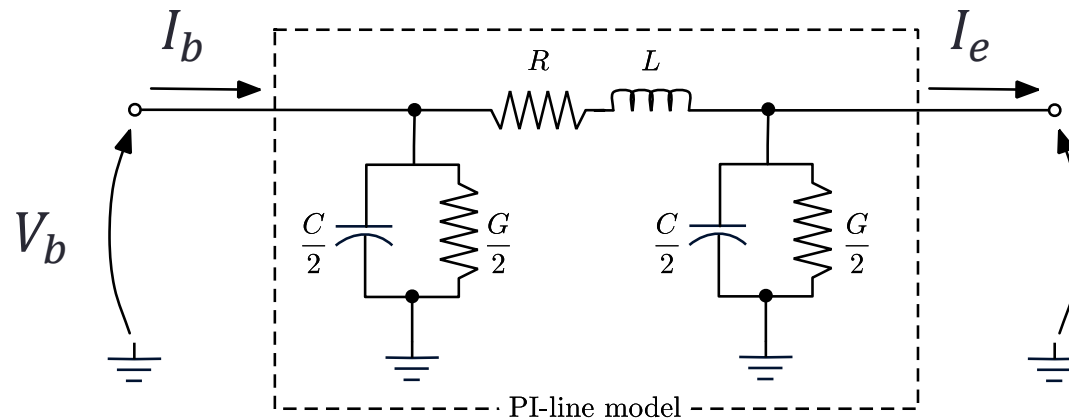 I_b
I_e
R
L
V_b
C/2
G/2
C/2
G/2
PI-line model